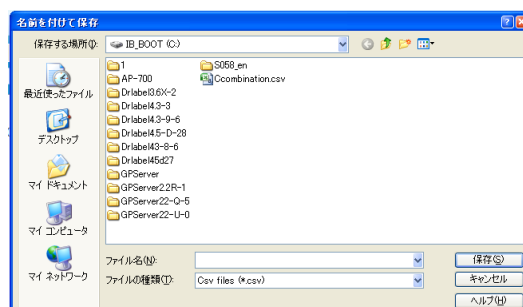 名前を付けて保存
保存する場所(I):
IB_BOOT (C:)
最近使ったファイル
デスクトップ
マイ ドキュメント
マイ コンピュータ
マイ ネットワーク
1
AP-700
Drlabel3.6X-2
Drlabel4.3-3
Drlabel4.3-9-6
Drlabel4.5-D-28
Drlabel43-8-6
Drlabel45d27
GPServer
GPServer2.2R-1
GPServer22-Q-5
GPServer22-U-0
S058_en
Ccombination.csv
ファイル名(N):
保存(S)
ファイルの種類(T):
Csv files (*.csv)
キャンセル
ヘルプ(H)